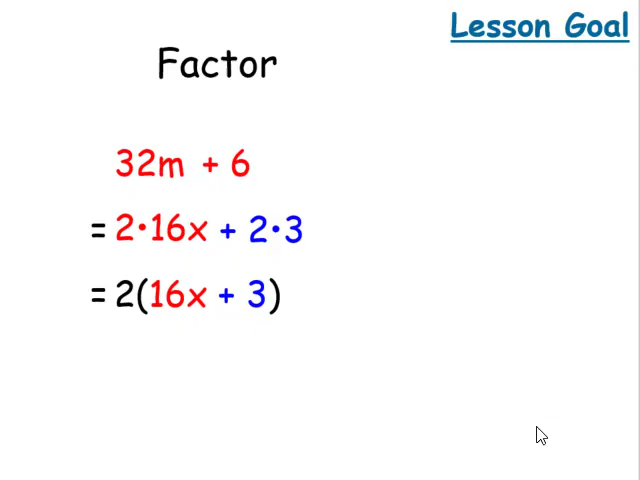 Lesson Goal
Factor
32m + 6
= 2•16x + 2•3
= 2(16x + 3)